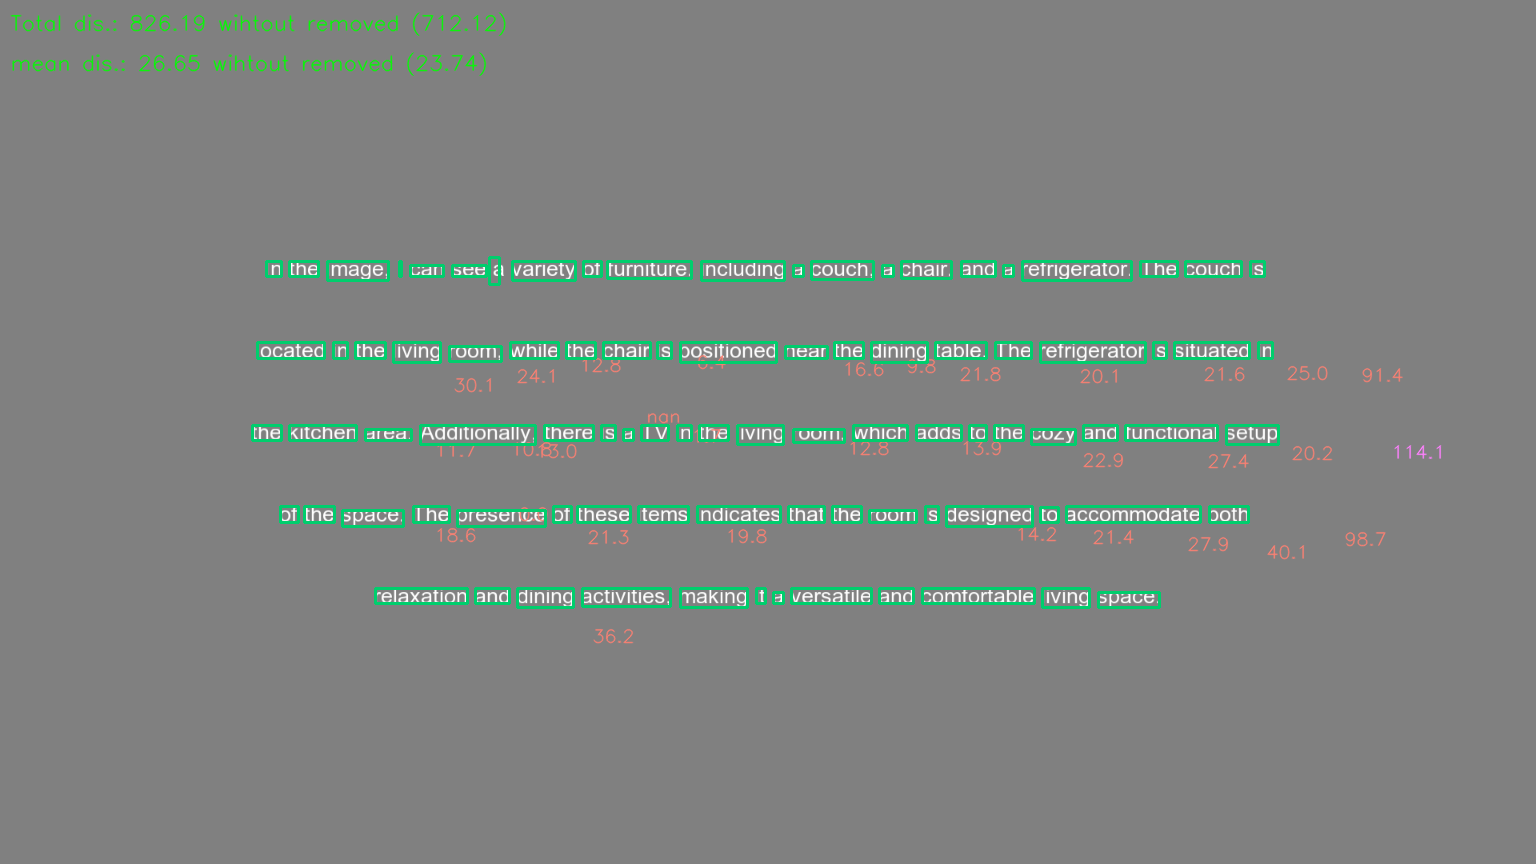 Total dis.: 826.19 wihtout removed (712.12)
mean dis.: 26.65 wihtout removed (23.74)
n the mage, I can see a variety of furniture, ncluding a couch, a chair, and a refrigerator. The couch s
ocated n the iving room, while the chair s positioned near the dining table. The refrigerator s situated n
30.1 24.1 12.8 16.6 9.8 21.8 20.1 21.6 25.0 91.4
nan
the kitchen area. Additionally, there s a TV n the iving room, which adds to the cozy and functional setup
11.7 10.8 3.0 12.8 13.9 22.9 27.4 20.2 114.1
of the space. The presence of these tems ndicates that the room s designed to accommodate both
18.6 21.3 19.8 14.2 21.4 27.9 40.1 98.7
relaxation and dining activities, making t a versatile and comfortable iving space.
36.2